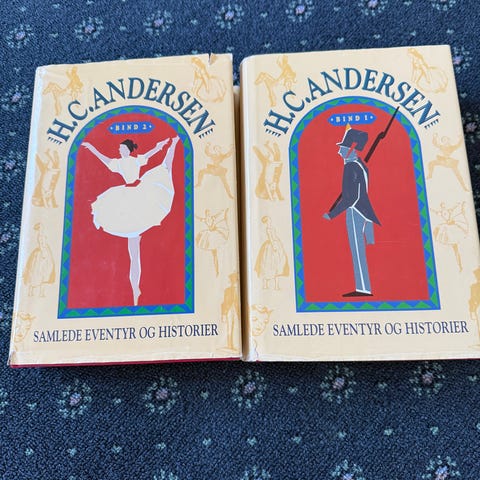 H.C.ANDERSEN
BIND 2
SAMLEDE EVENTYR OG HISTORIER
H.C.ANDERSEN
BIND 1
SAMLEDE EVENTYR OG HISTORIER